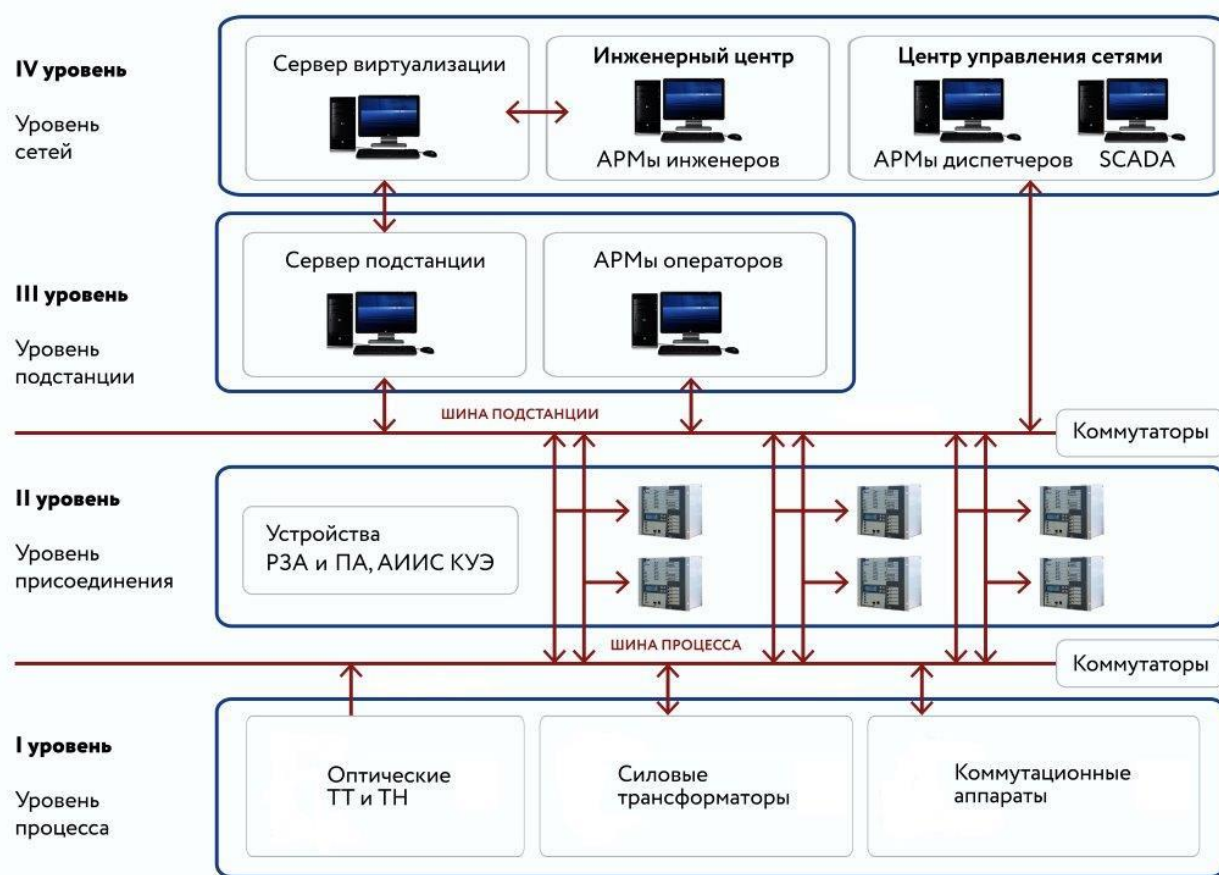 IV уровень
Уровень
сетей
Сервер виртуализации
Инженерный центр
АРМы инженеров
Центр управления сетями
АРМы диспетчеров
SCADA
III уровень
Уровень
подстанции
Сервер подстанции
АРМы операторов
ШИНА ПОДСТАНЦИИ
Коммутаторы
II уровень
Уровень
присоединения
Устройства
РЗА и ПА, АИИС КУЭ
ШИНА ПРОЦЕССА
Коммутаторы
I уровень
Уровень
процесса
Оптические
ТТ и ТН
Силовые
трансформаторы
Коммутационные
аппараты